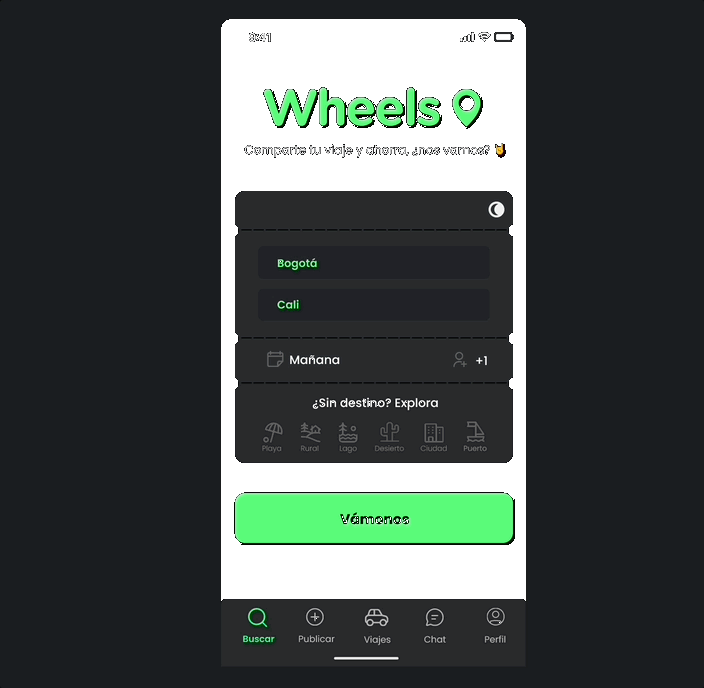 9:41
Wheels
Comparte tu viaje y ahorra, ¿nos vamos? 🤘
Bogotá
Cali
Mañana +1
¿Sin destino? Explora
Playa Rural Lago Desierto Ciudad Puerto
Vámonos
Buscar Publicar Viajes Chat Perfil